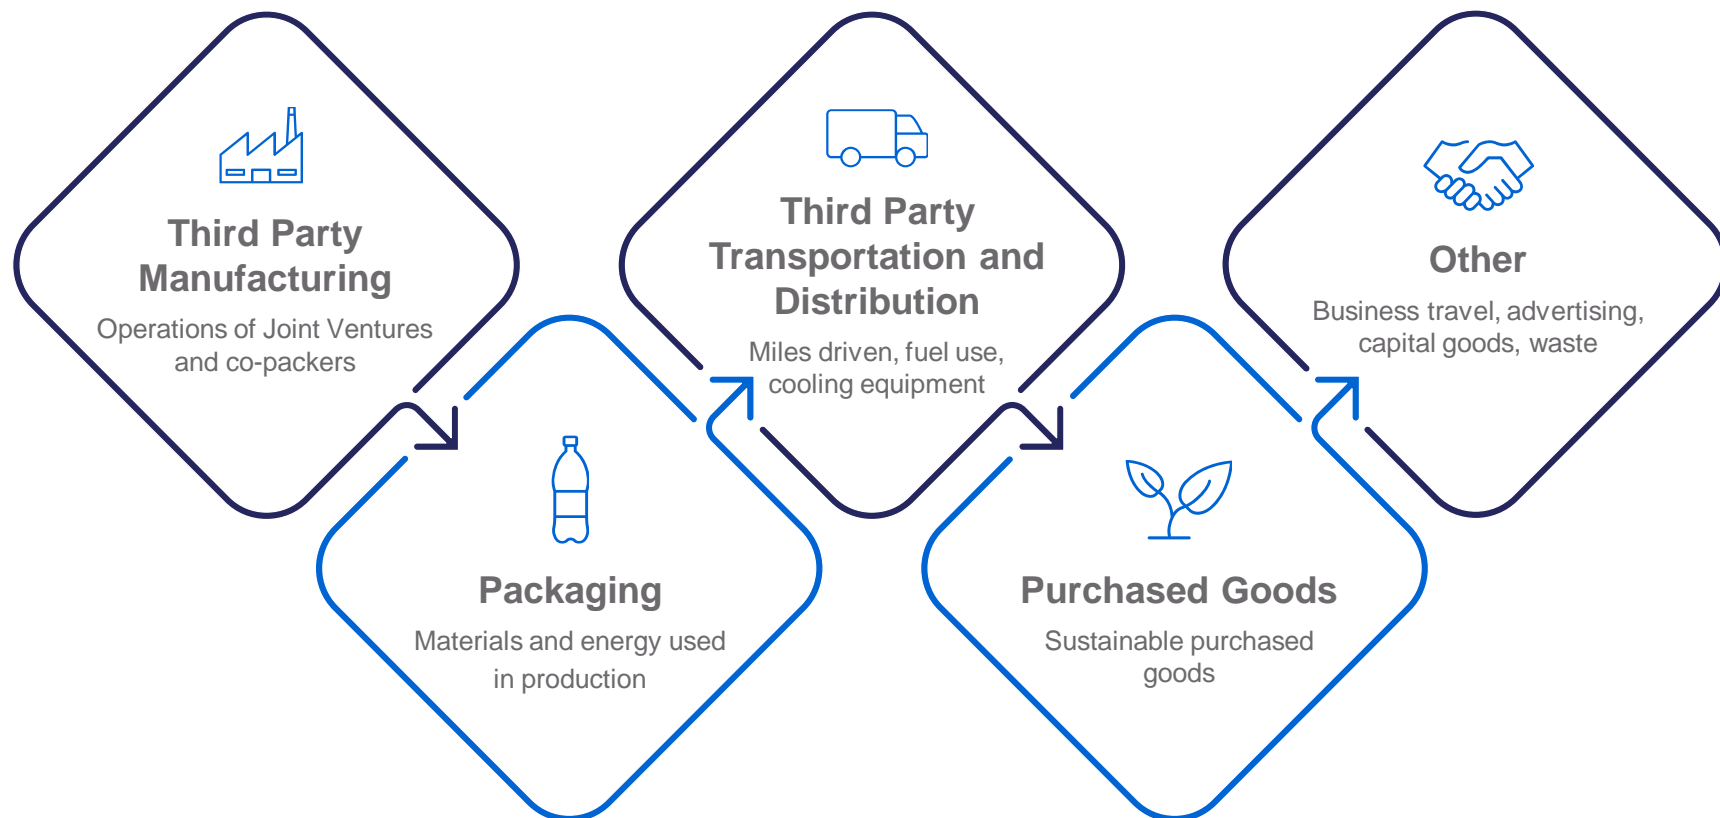 Third Party
Manufacturing
Operations of Joint Ventures
and co-packers
Packaging
Materials and energy used
in production
Third Party
Transportation and
Distribution
Miles driven, fuel use,
cooling equipment
Purchased Goods
Sustainable purchased
goods
Other
Business travel, advertising,
capital goods, waste